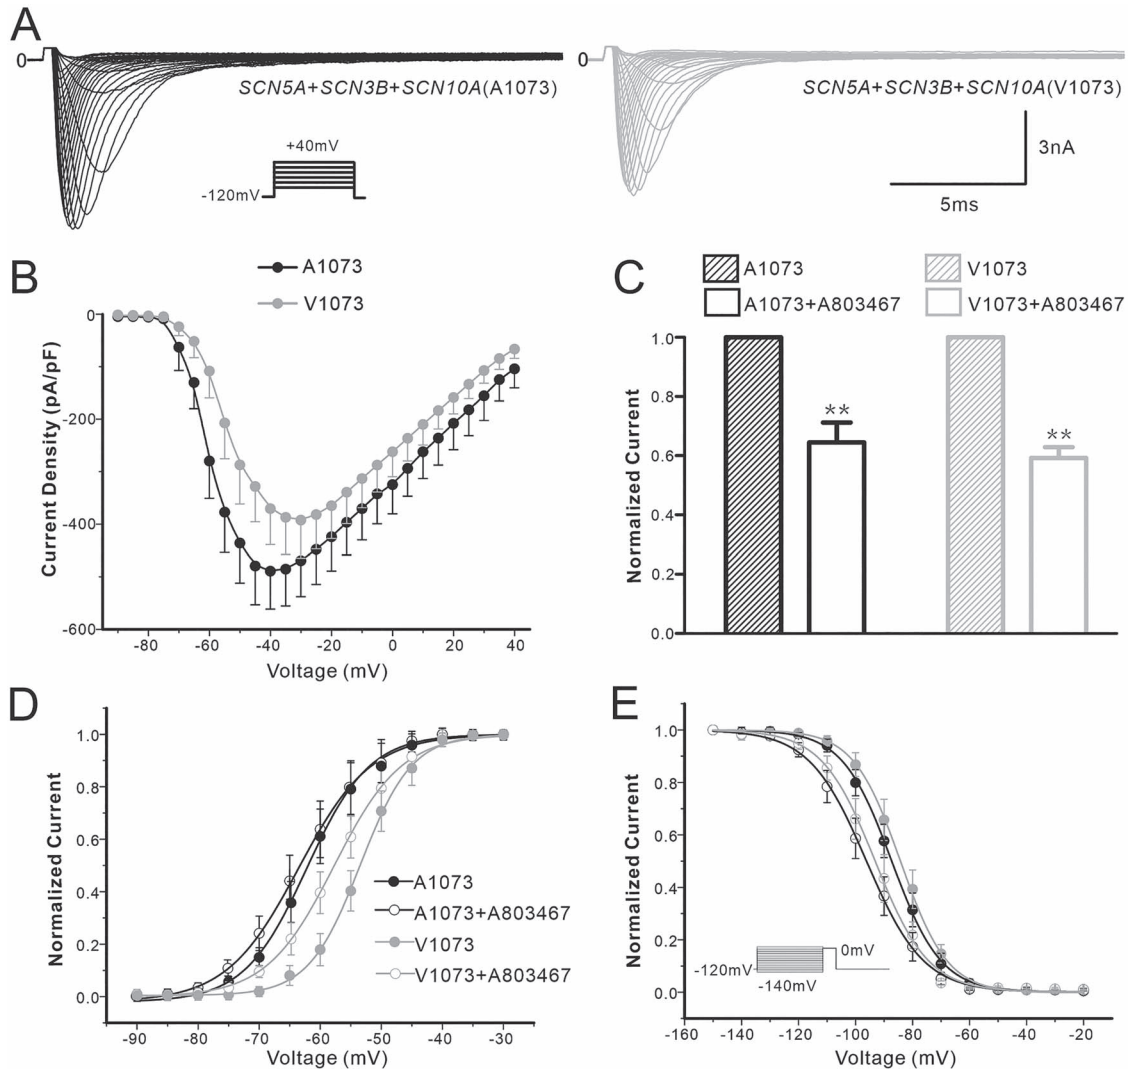 A
0
SCN5A+SCN3B+SCN10A(A1073)
SCN5A+SCN3B+SCN10A(V1073)
+40mV
-120mV
3nA
5ms
B
A1073
V1073
0
-200
-400
-600
Current Density (pA/pF)
-80 -60 -40 -20 0 20 40
Voltage (mV)
C
A1073
V1073
A1073+A803467
V1073+A803467
1.0
0.8
0.6
0.4
0.2
0.0
Normalized Current
**
**
D
1.0
0.8
0.6
0.4
0.2
0.0
Normalized Current
A1073
A1073+A803467
V1073
V1073+A803467
-90 -80 -70 -60 -50 -40 -30
Voltage (mV)
E
1.0
0.8
0.6
0.4
0.2
0.0
Normalized Current
0mV
-120mV
-140mV
-160 -140 -120 -100 -80 -60 -40 -20
Voltage (mV)